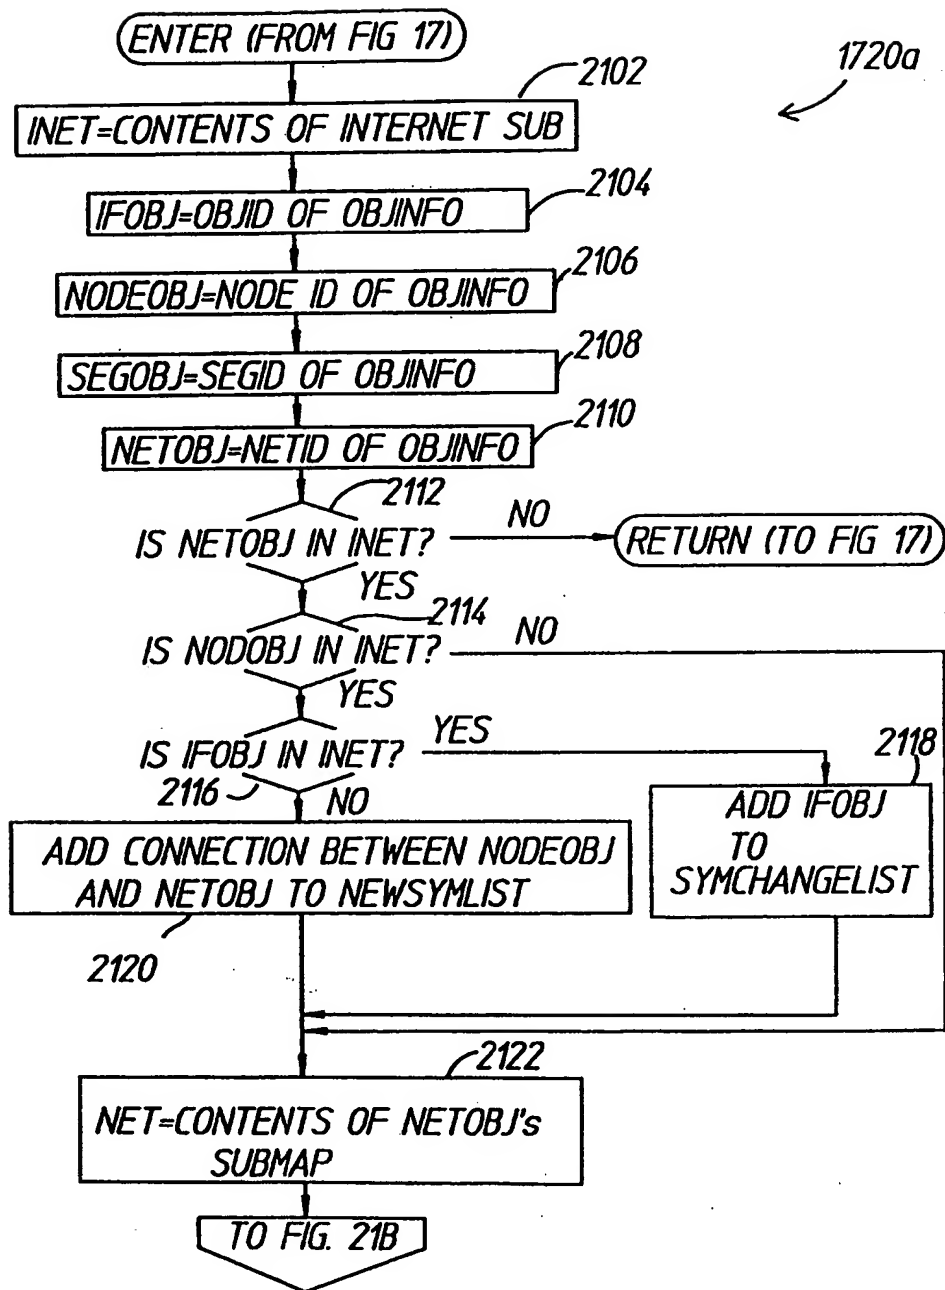 ENTER (FROM FIG 17)
1720a
2102
INET=CONTENTS OF INTERNET SUB
2104
IFOBJ=OBJID OF OBJINFO
2106
NODEOBJ=NODE ID OF OBJINFO
2108
SEGOBJ=SEGID OF OBJINFO
2110
NETOBJ=NETID OF OBJINFO
2112
IS NETOBJ IN INET?
NO
RETURN (TO FIG 17)
YES
2114
IS NODOBJ IN INET?
NO
YES
IS IFOBJ IN INET?
YES
2116
NO
2118
ADD IFOBJ
TO
SYMCHANGELIST
ADD CONNECTION BETWEEN NODEOBJ
AND NETOBJ TO NEWSYMLIST
2120
2122
NET=CONTENTS OF NETOBJ's
SUBMAP
TO FIG. 21B